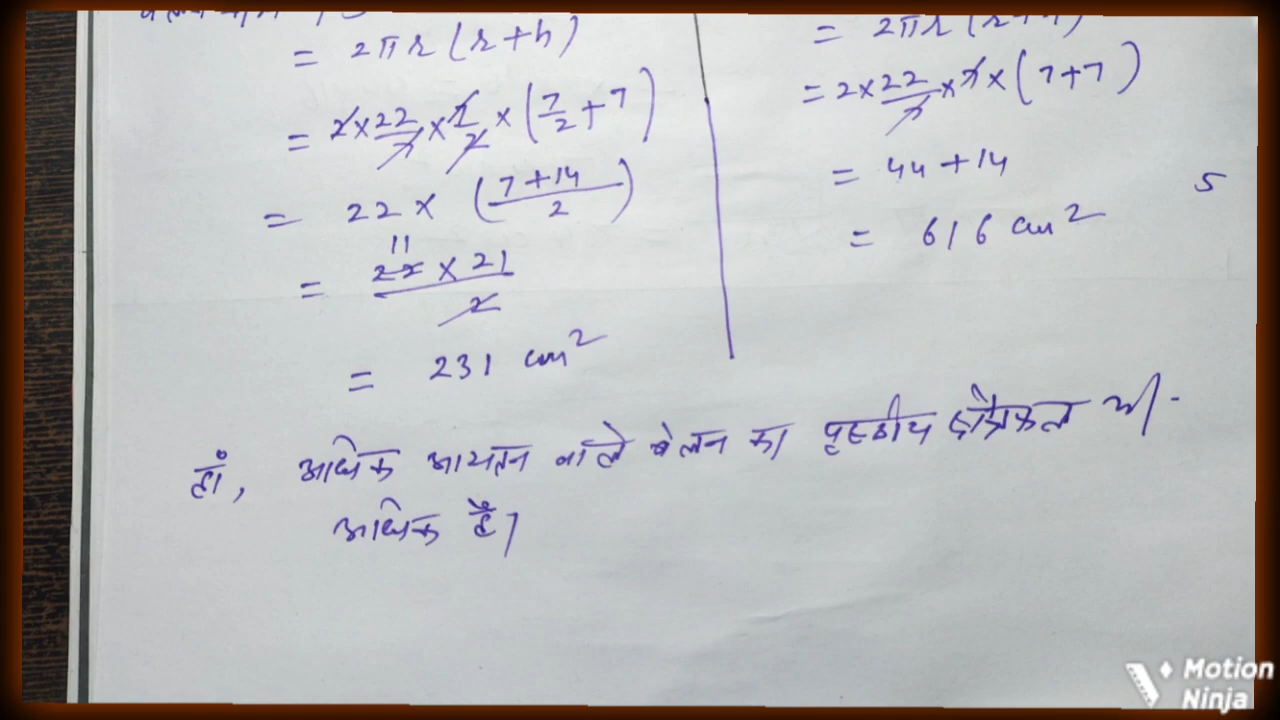 = 2πr (r+h)
= 2×22/7 × 7/2 × (7/2 + 7)
= 22 × (7+14/2)
11
= 22 × 21/2
= 231 cm²
= 2πr (r+h)
= 2×22/7 × 7 × (7+7)
= 44 + 14
= 616 cm²
5
हां, अधिक आयतन वाले बेलन का पृष्ठीय क्षेत्रफल भी
अधिक है।
Motion
Ninja